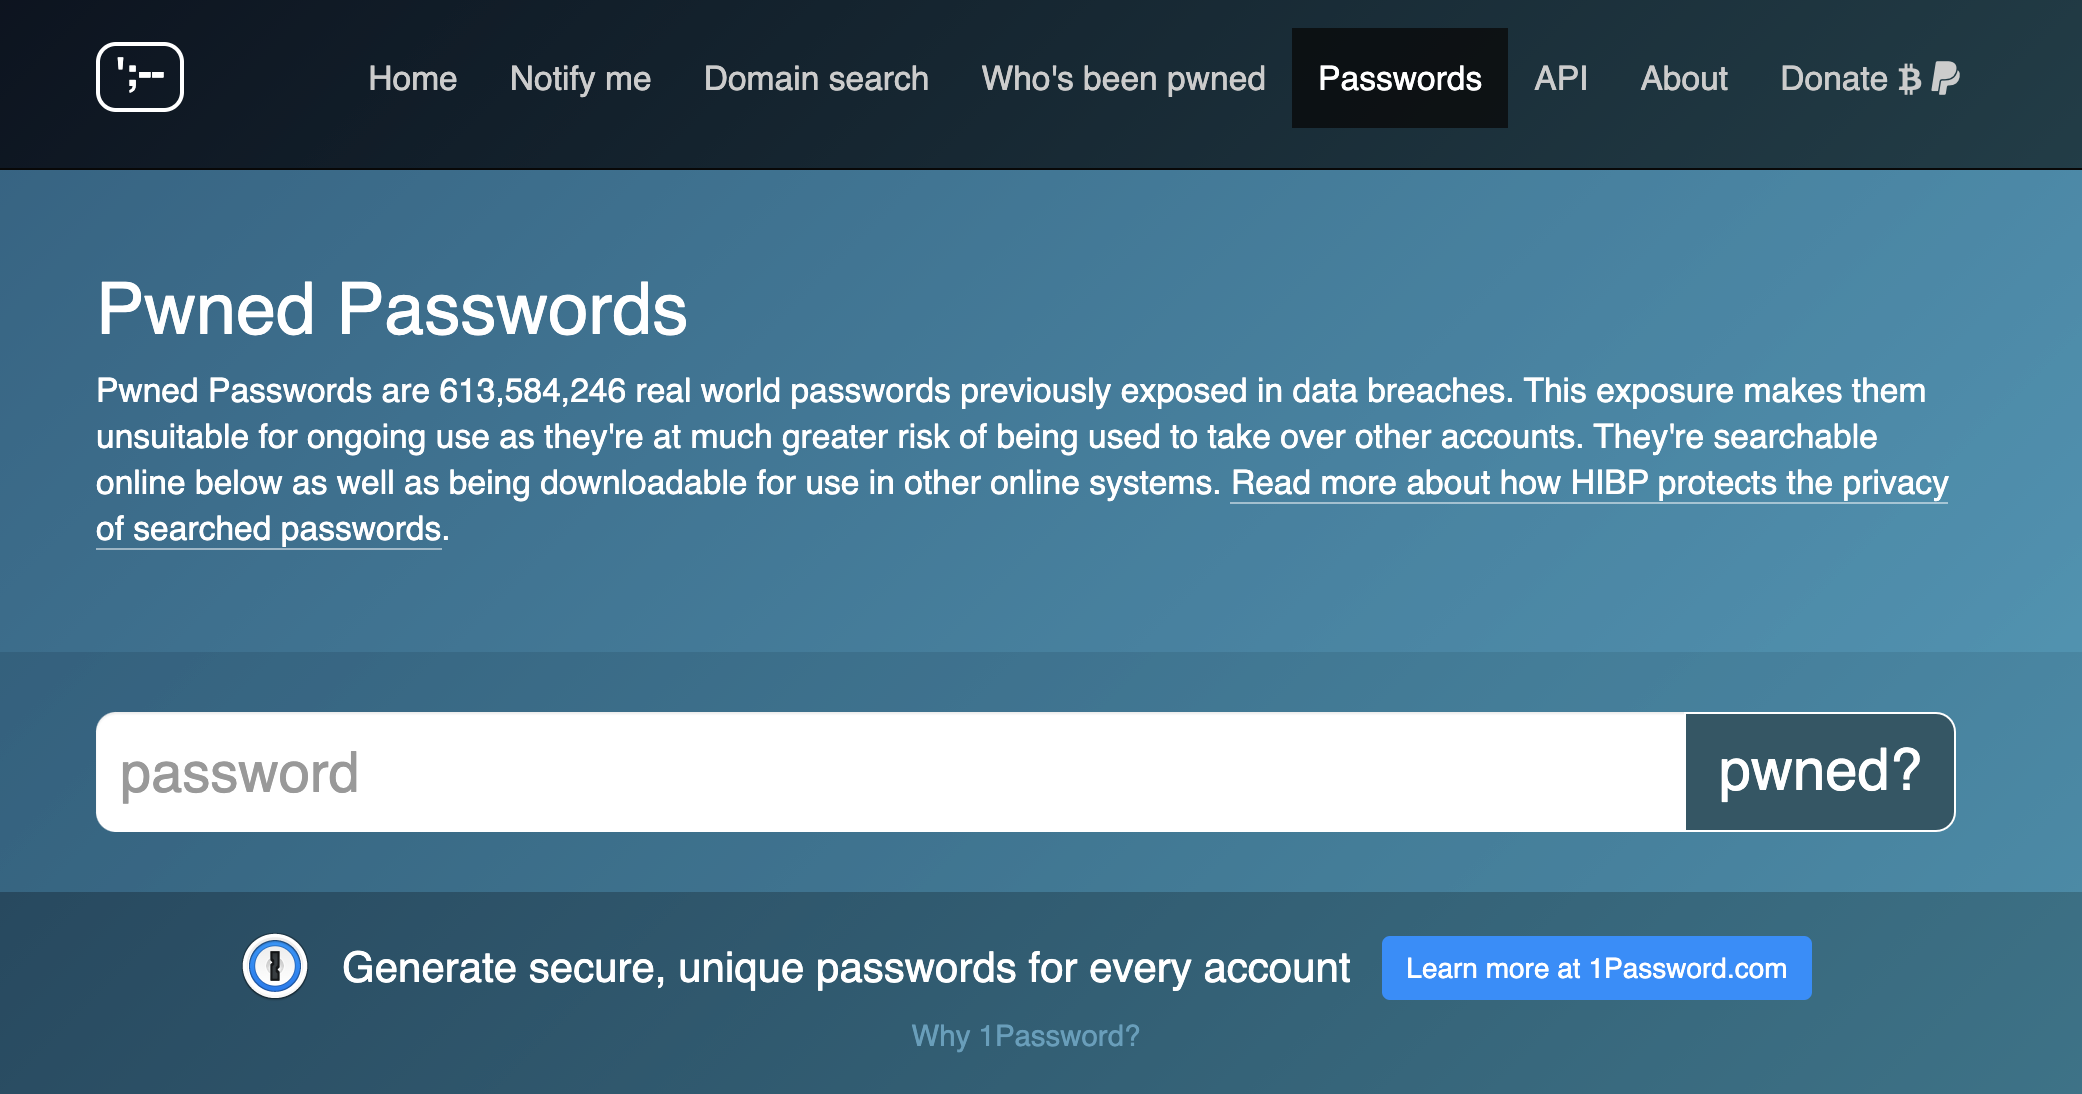 ';--
Home Notify me Domain search Who's been pwned Passwords API About Donate
Pwned Passwords
Pwned Passwords are 613,584,246 real world passwords previously exposed in data breaches. This exposure makes them
unsuitable for ongoing use as they're at much greater risk of being used to take over other accounts. They're searchable
online below as well as being downloadable for use in other online systems. Read more about how HIBP protects the privacy
of searched passwords.
password pwned?
Generate secure, unique passwords for every account Learn more at 1Password.com
Why 1Password?